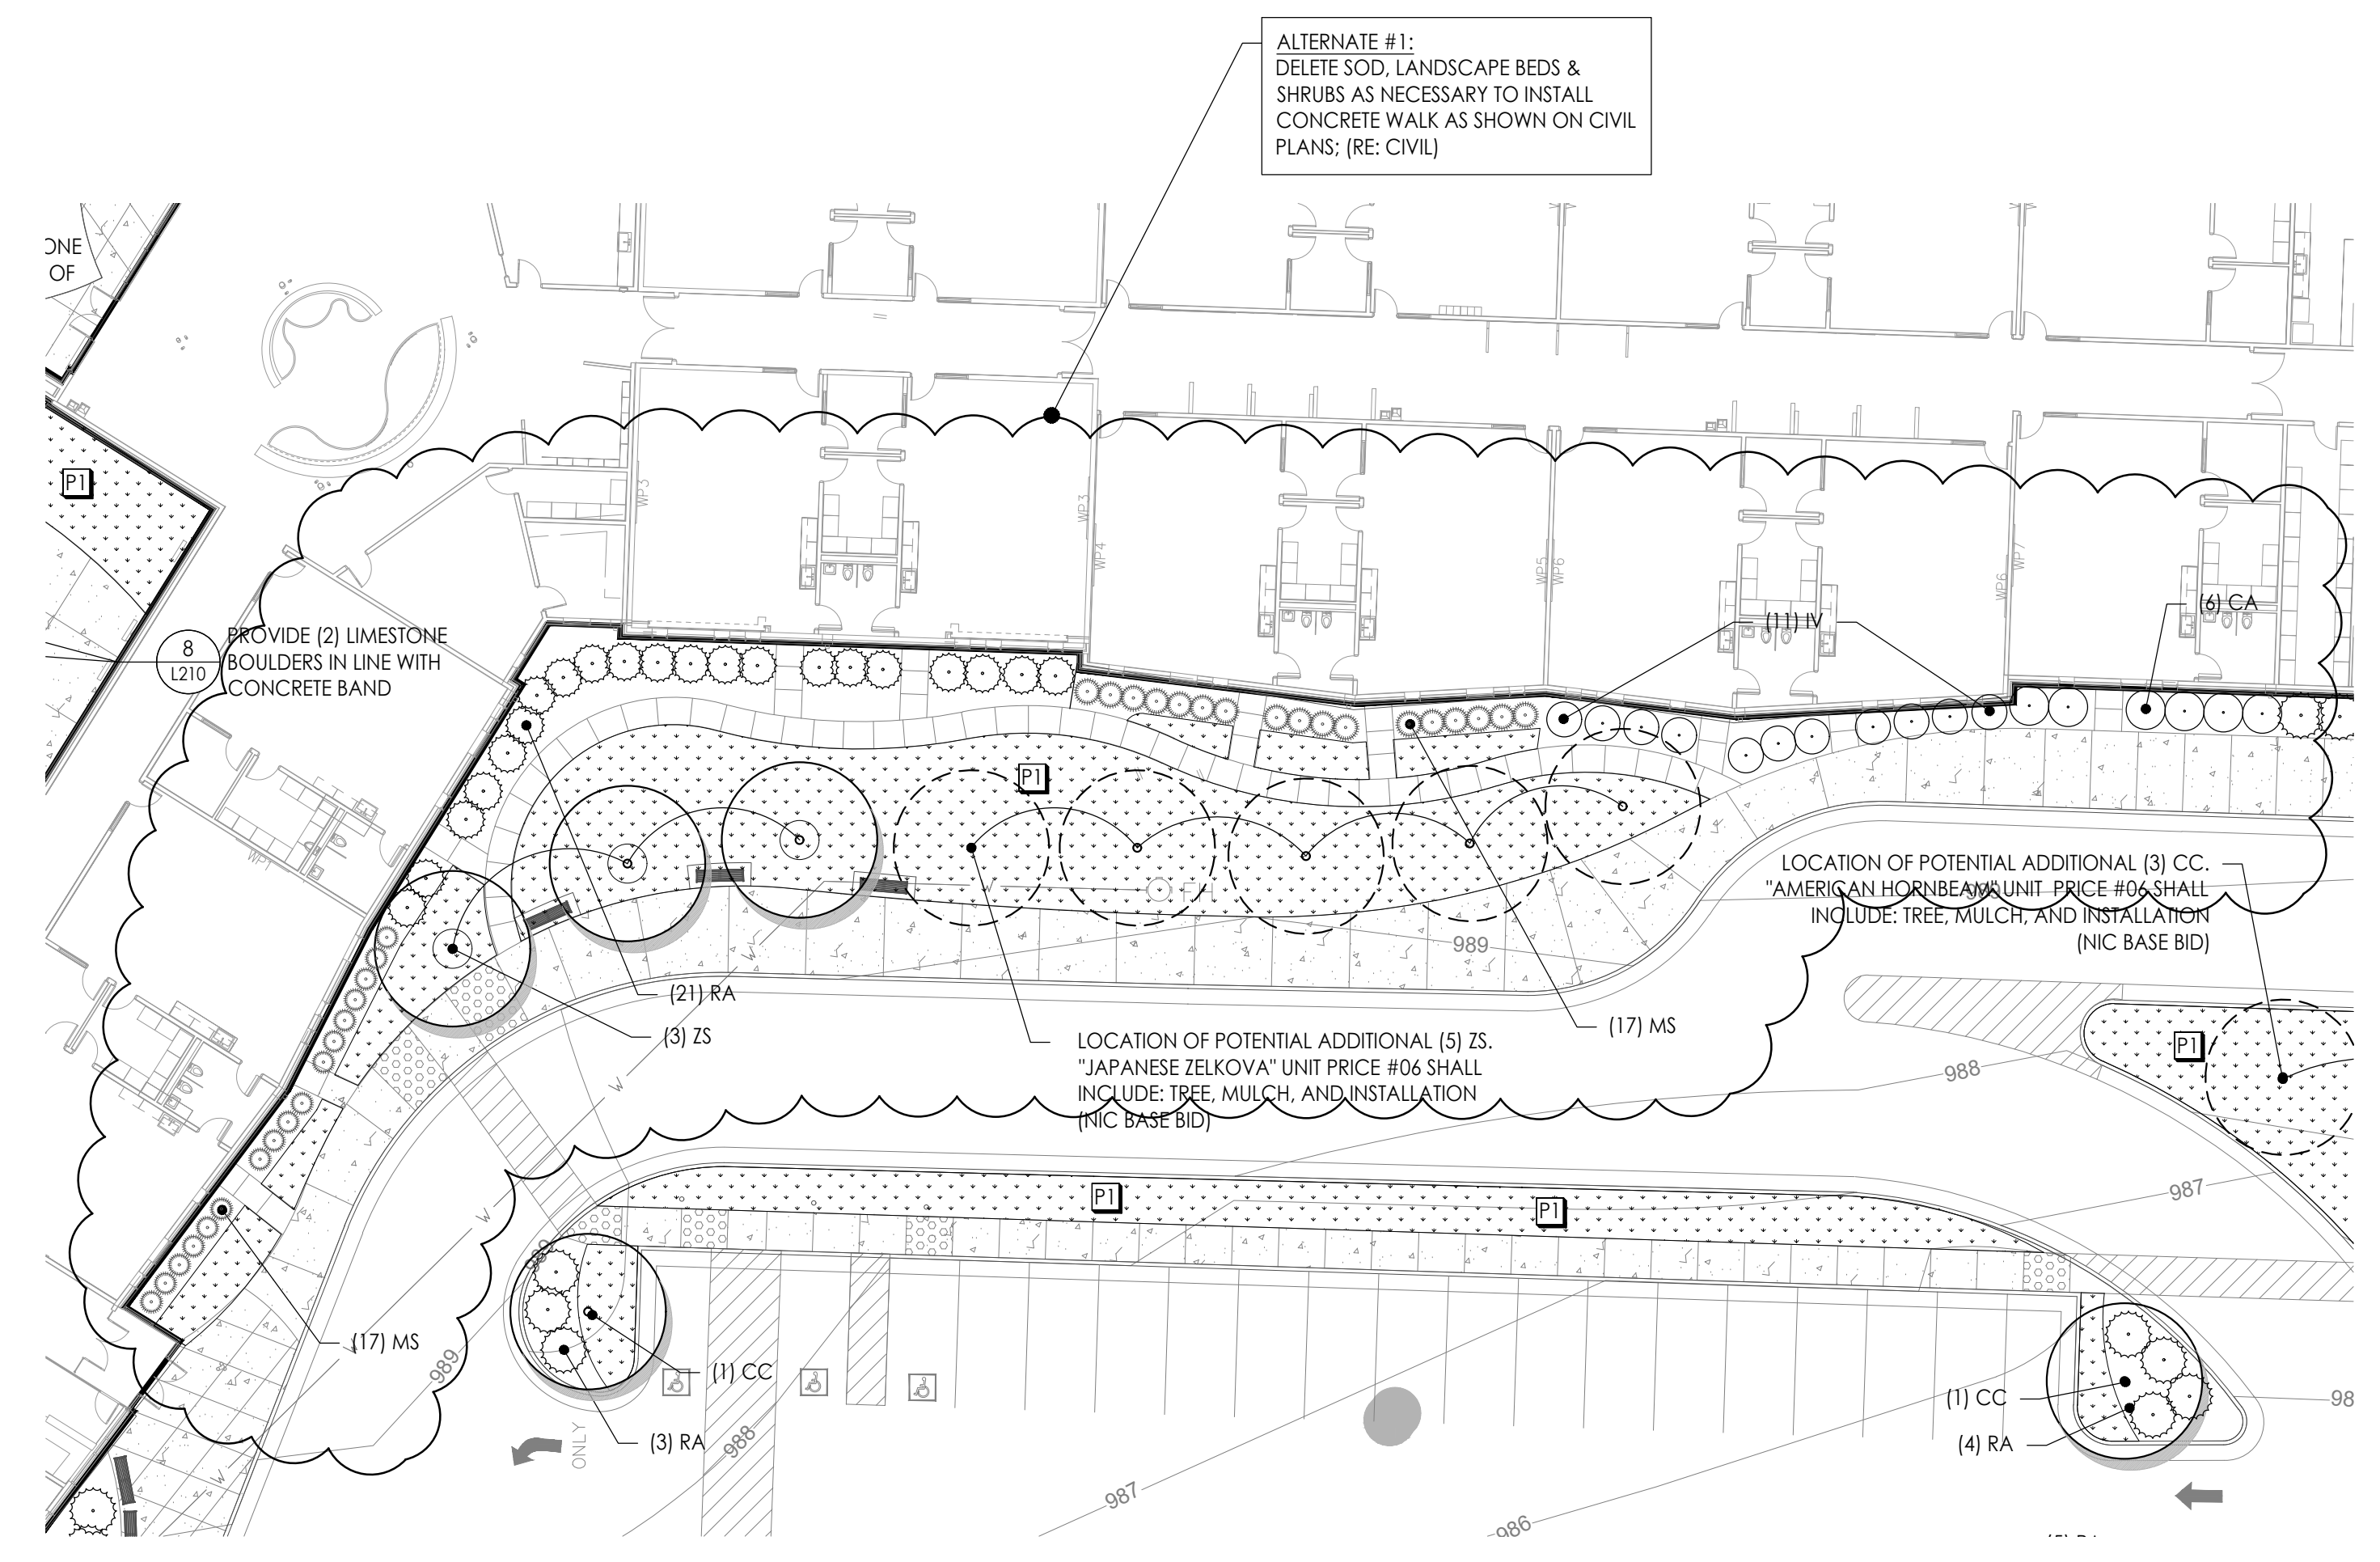 ALTERNATE #1:
DELETE SOD, LANDSCAPE BEDS &
SHRUBS AS NECESSARY TO INSTALL
CONCRETE WALK AS SHOWN ON CIVIL
PLANS; (RE: CIVIL)
ONE
OF
P1
WP3
WP3
WP4
WP5
WP6
WP6
WP7
(6) CA
(11) IV
8
L210
PROVIDE (2) LIMESTONE
BOULDERS IN LINE WITH
CONCRETE BAND
P1
WP1
W
FH
LOCATION OF POTENTIAL ADDITIONAL (3) CC.
"AMERICAN HORNBEAM" UNIT PRICE #06 SHALL
INCLUDE: TREE, MULCH, AND INSTALLATION
(NIC BASE BID)
989
W
(21) RA
(3) ZS
(17) MS
LOCATION OF POTENTIAL ADDITIONAL (5) ZS.
"JAPANESE ZELKOVA" UNIT PRICE #06 SHALL
INCLUDE: TREE, MULCH, AND INSTALLATION
(NIC BASE BID)
P1
988
W
987
P1
P1
W
989
(17) MS
W
989
(1) CC
(3) RA
ONLY
988
(1) CC
(4) RA
98
W
987
986